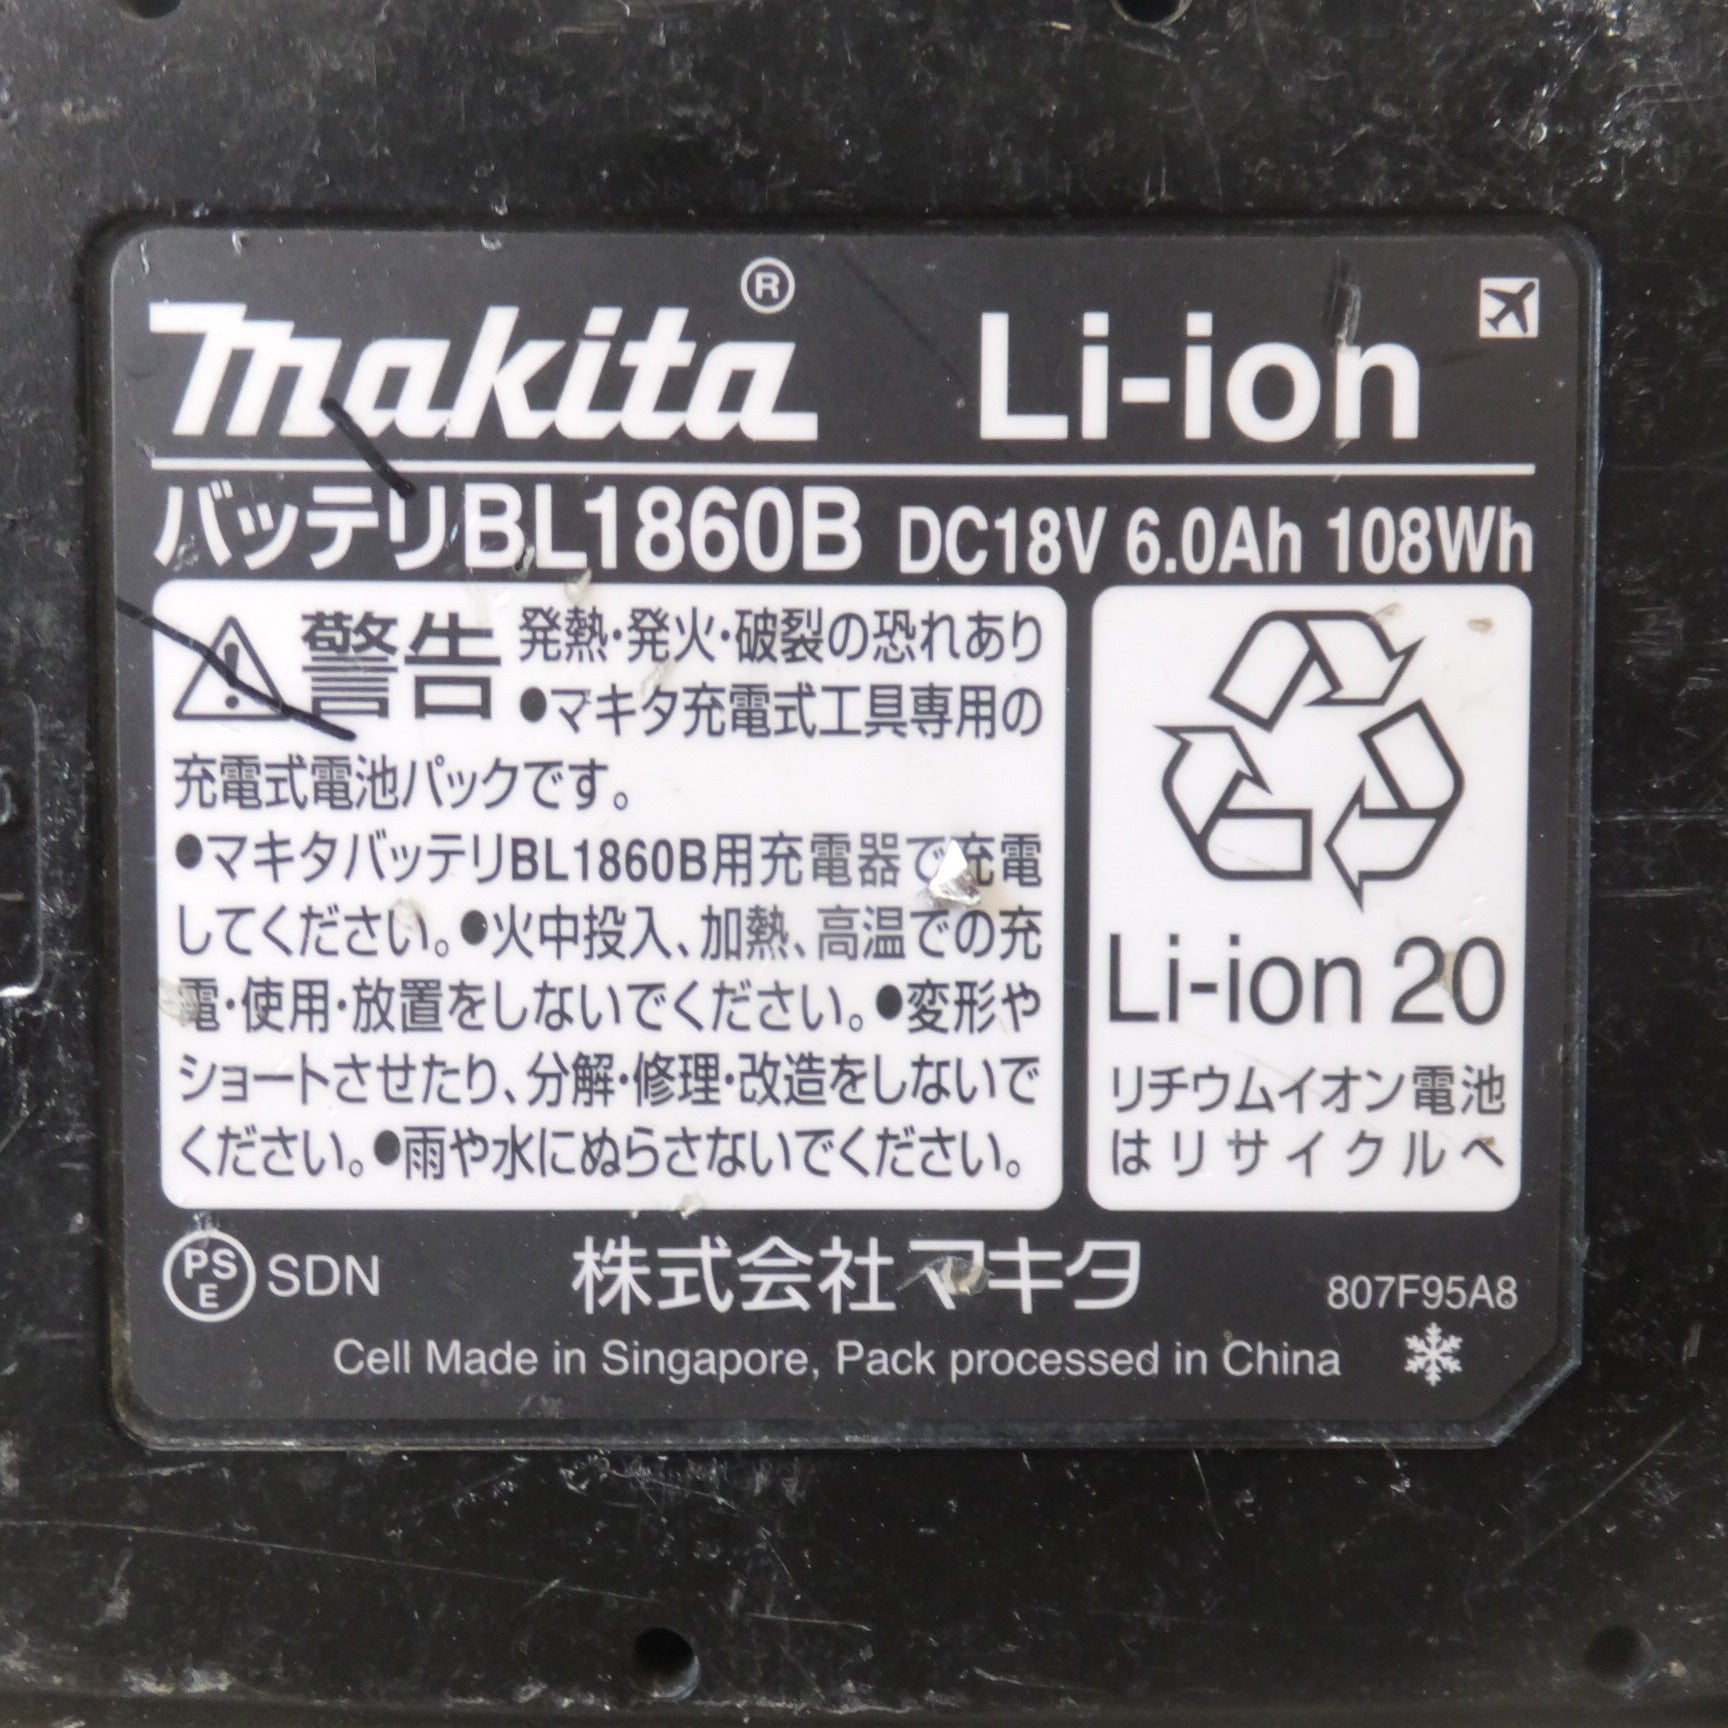 makita® Li-ion
バッテリBL1860B DC18V 6.0Ah 108Wh
警告 発熱・発火・破裂の恐れあり
●マキタ充電式工具専用の
充電式電池パックです。
●マキタバッテリBL1860B用充電器で充電
してください。●火中投入、加熱、高温での充
電・使用・放置をしないでください。●変形や
ショートさせたり、分解・修理・改造をしないで
ください。●雨や水にぬらさないでください。
Li-ion 20
リチウムイオン電池
はリサイクルへ
PSE SDN 株式会社マキタ 807F95A8
Cell Made in Singapore, Pack processed in China